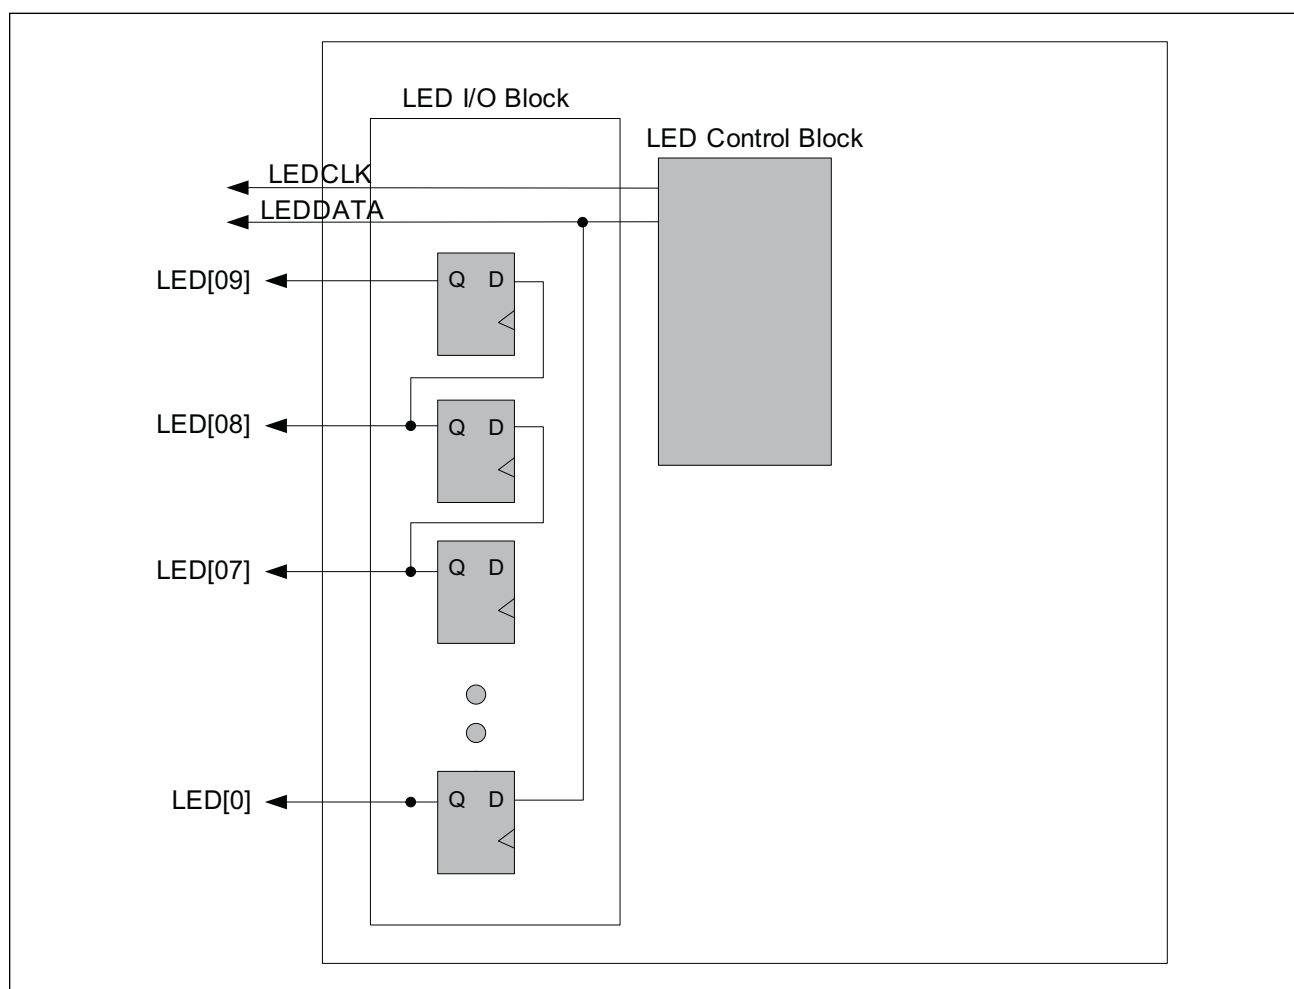 LED I/O Block
LED Control Block
LEDCLK
LEDDATA
LED[09]
Q D
LED[08]
Q D
LED[07]
Q D
LED[0]
Q D